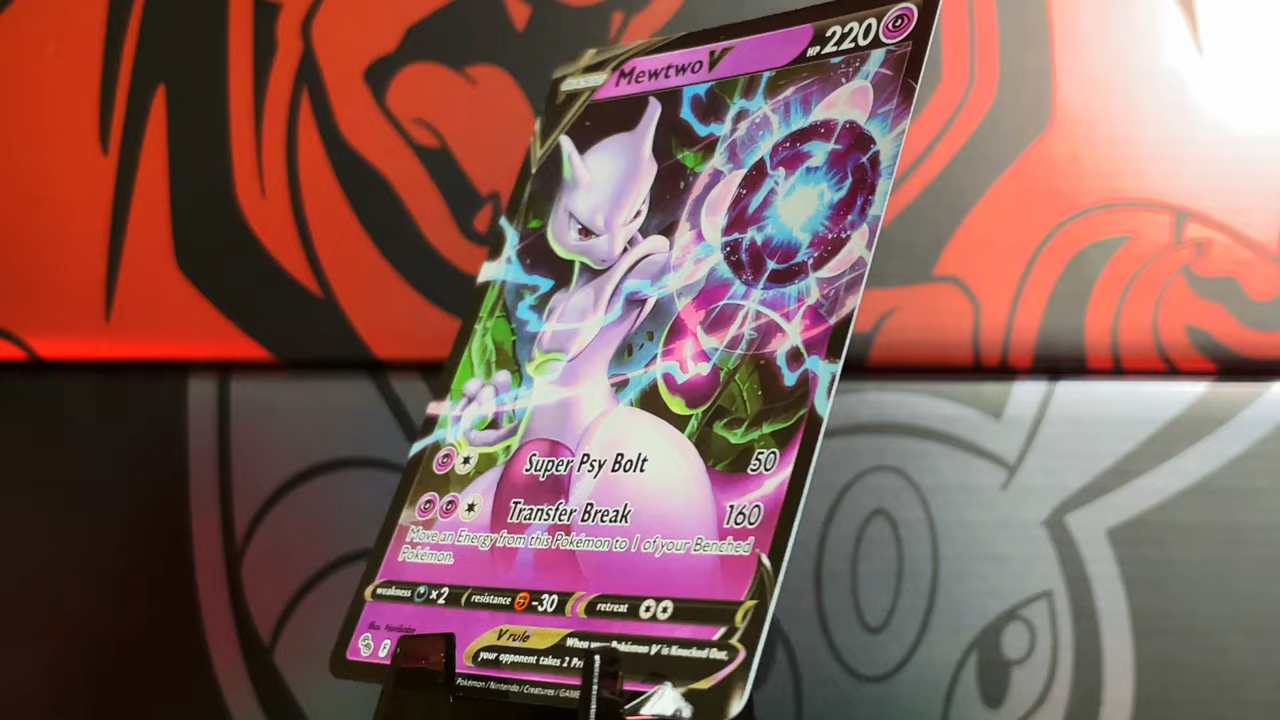 BASIC Mewtwo V HP 220
Super Psy Bolt 50
Transfer Break 160
Move an Energy from this Pokémon to 1 of your Benched
Pokémon.
weakness ×2 resistance -30 retreat
Illus.
V rule When your Pokémon V is Knocked Out,
your opponent takes 2
F
Pokémon / Nintendo / Creatures / GAME